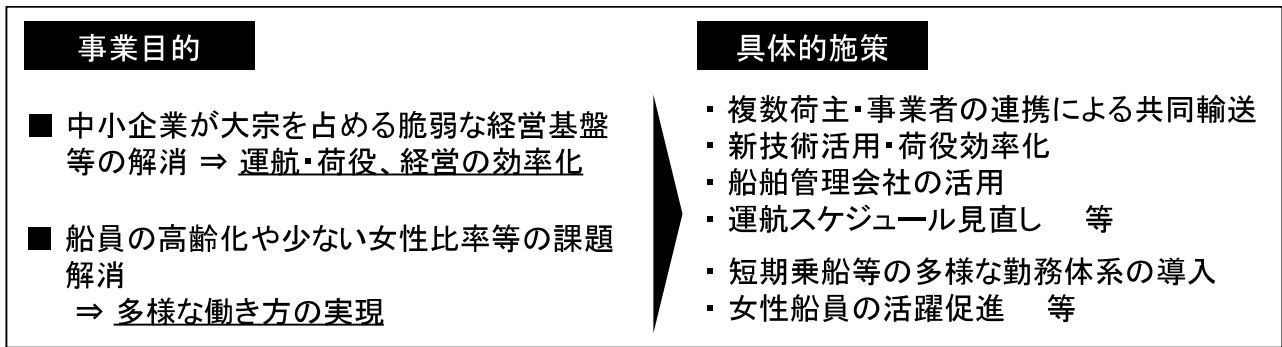 事業目的
■ 中小企業が大宗を占める脆弱な経営基盤
等の解消 ⇒ 運航・荷役、経営の効率化
■ 船員の高齢化や少ない女性比率等の課題
解消
⇒ 多様な働き方の実現
具体的施策
・ 複数荷主・事業者の連携による共同輸送
・ 新技術活用・荷役効率化
・ 船舶管理会社の活用
・ 運航スケジュール見直し 等
・ 短期乗船等の多様な勤務体系の導入
・ 女性船員の活躍促進 等